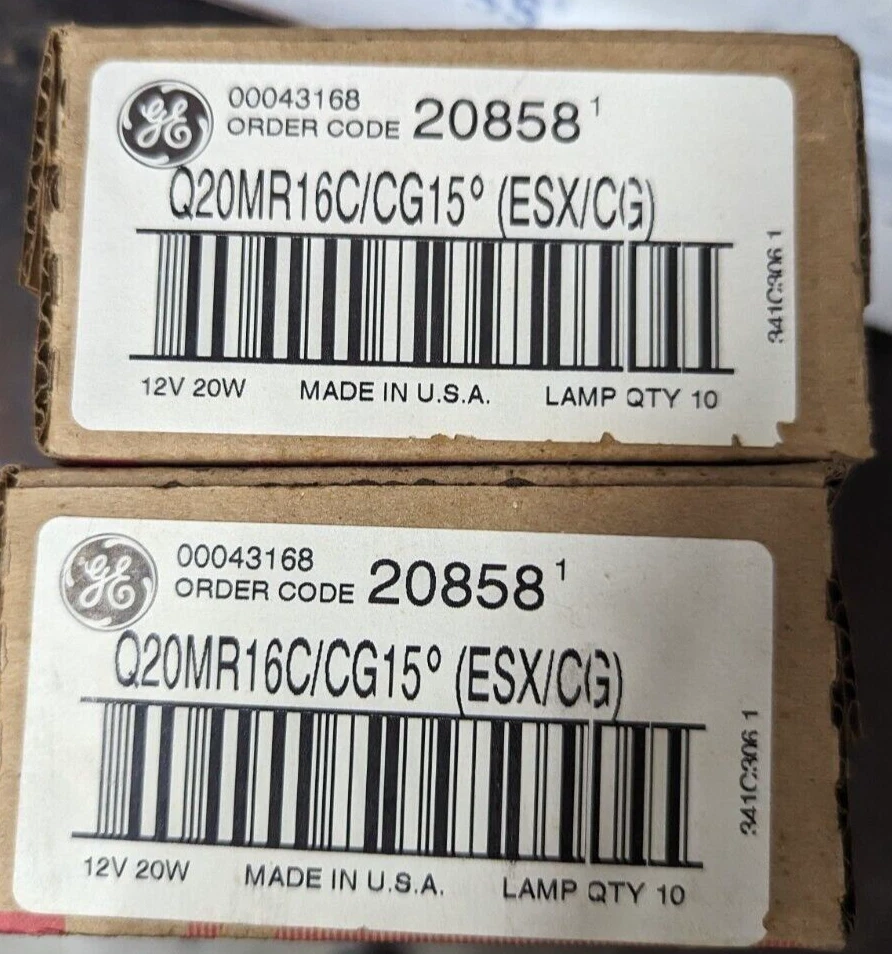 GE
00043168
ORDER CODE 20858 1
Q20MR16C/CG15° (ESX/CG)
12V 20W MADE IN U.S.A. LAMP QTY 10
341C306 1
GE
00043168
ORDER CODE 20858 1
Q20MR16C/CG15° (ESX/CG)
12V 20W MADE IN U.S.A. LAMP QTY 10
341C306 1